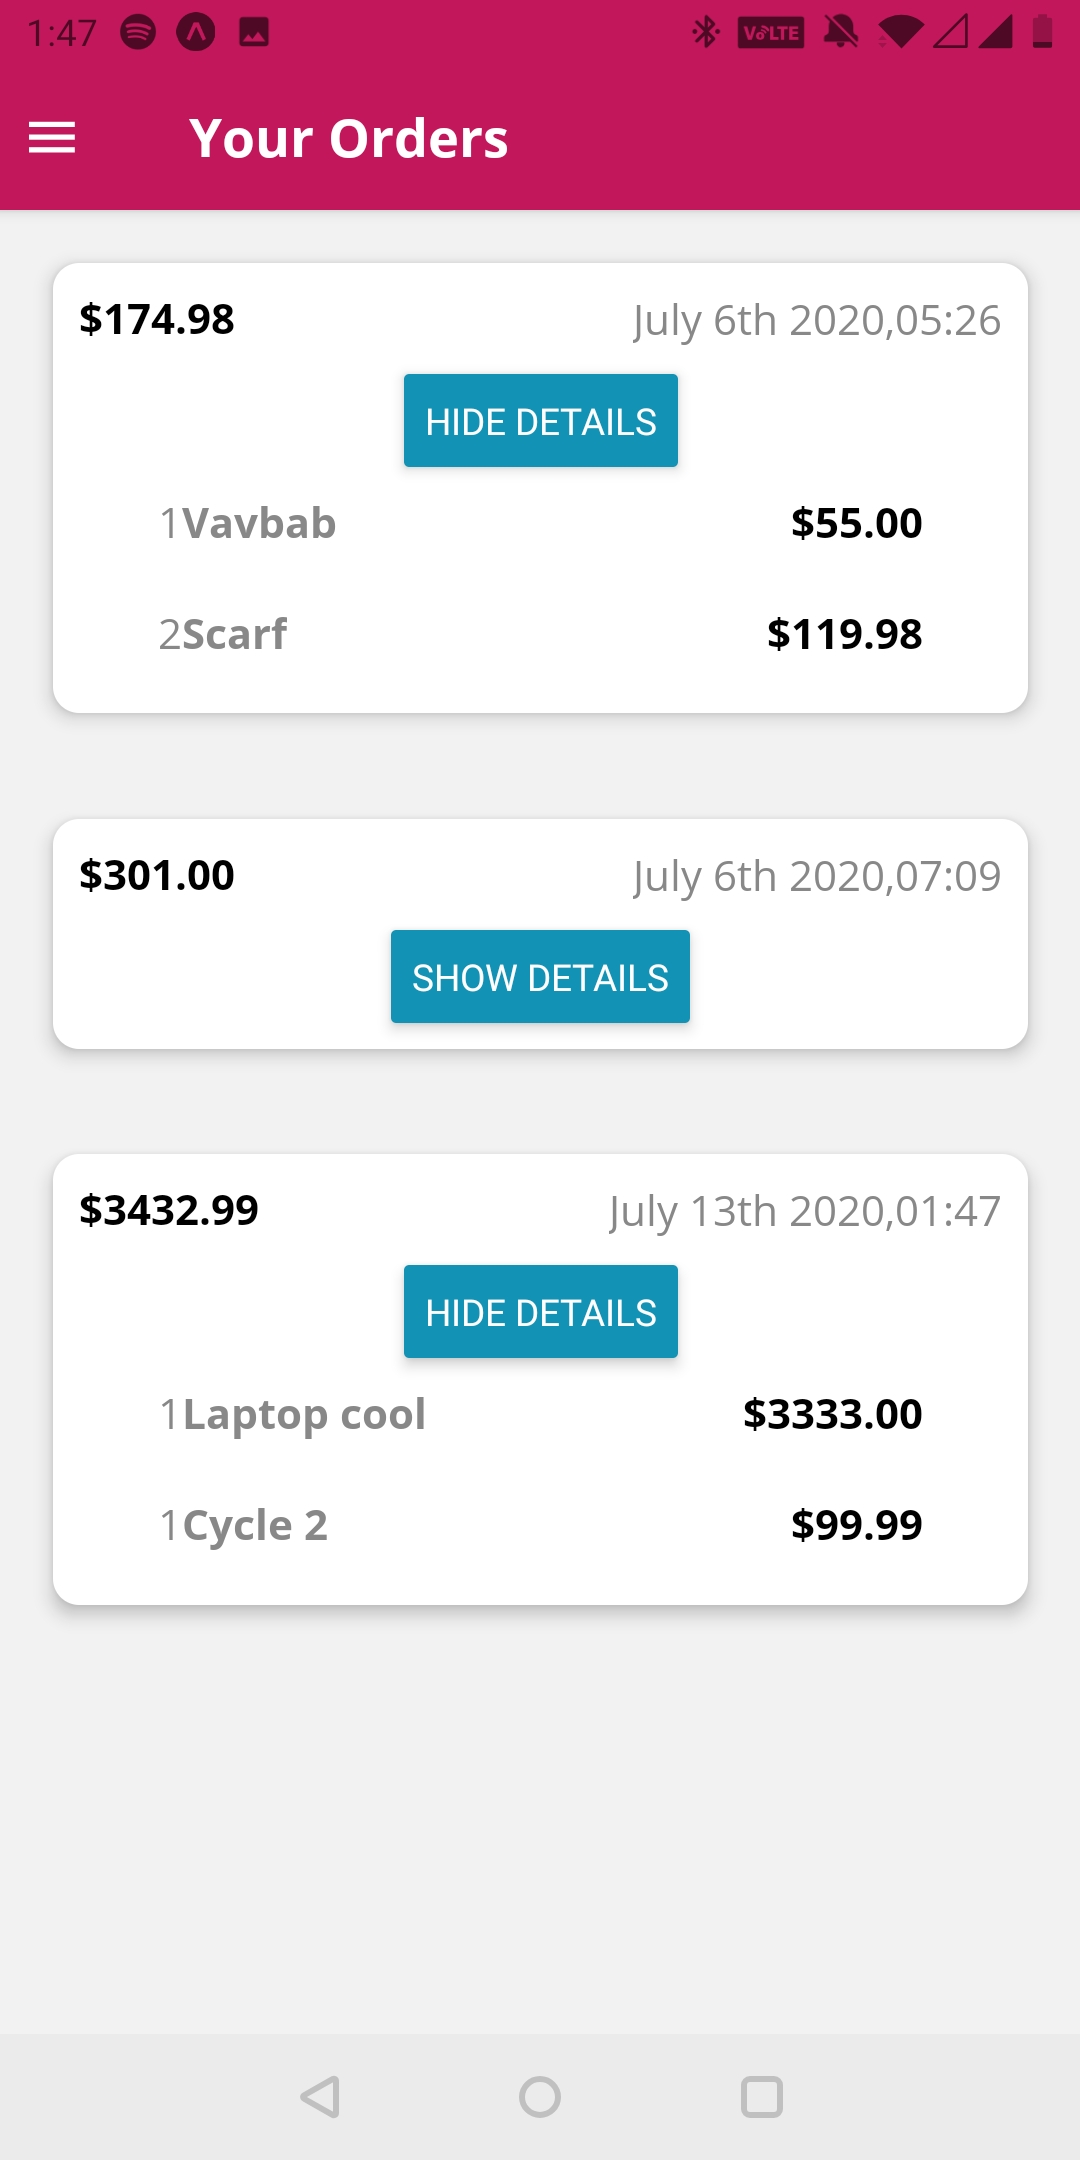 1:47 VoLTE
Your Orders
$174.98 July 6th 2020,05:26
HIDE DETAILS
1Vavbab $55.00
2Scarf $119.98
$301.00 July 6th 2020,07:09
SHOW DETAILS
$3432.99 July 13th 2020,01:47
HIDE DETAILS
1Laptop cool $3333.00
1Cycle 2 $99.99